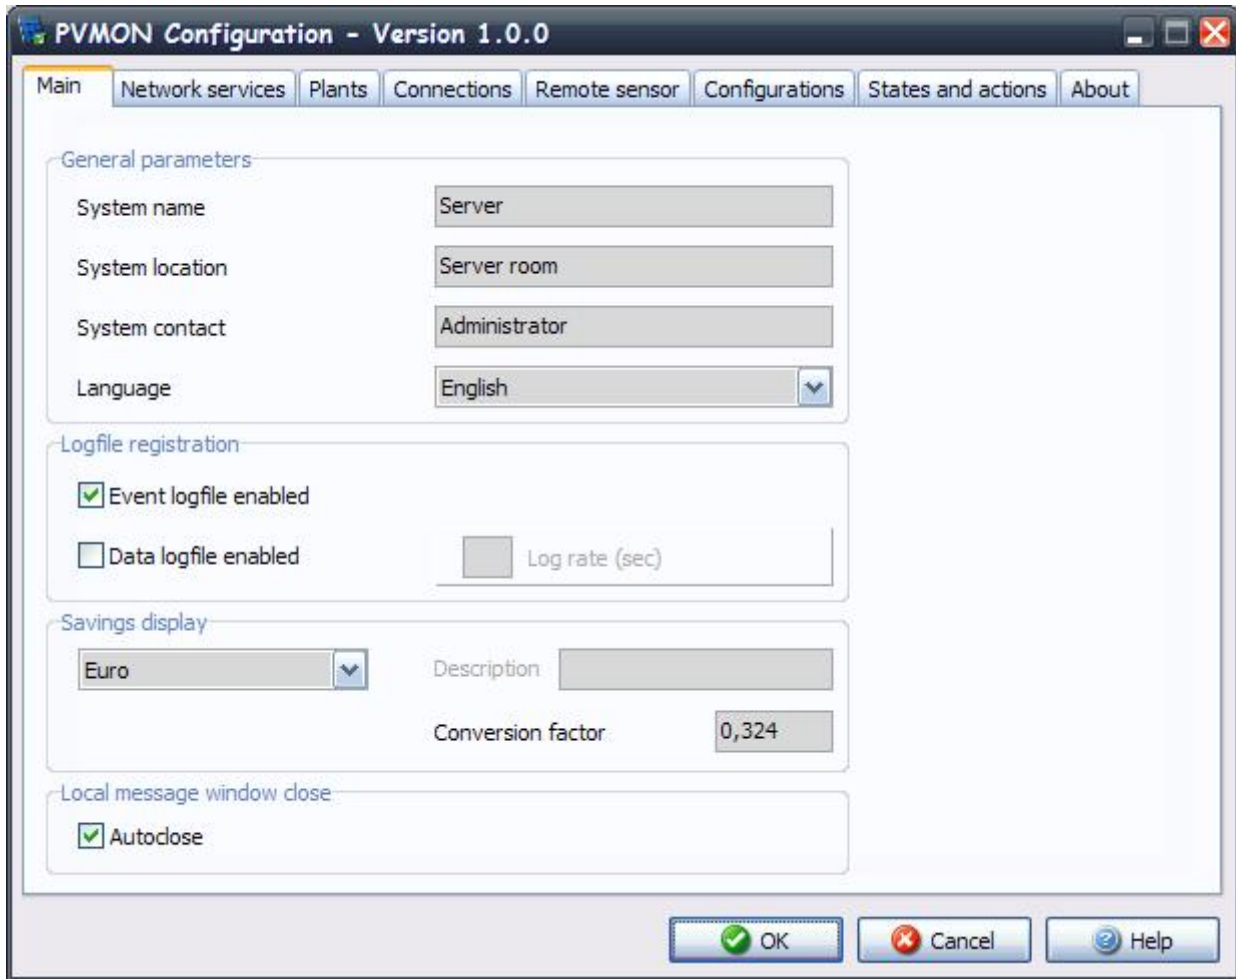 PVMON Configuration - Version 1.0.0
Main Network services Plants Connections Remote sensor Configurations States and actions About
General parameters
System name Server
System location Server room
System contact Administrator
Language English
Logfile registration
Event logfile enabled
Data logfile enabled Log rate (sec)
Savings display
Euro Description
Conversion factor 0,324
Local message window close
Autoclose
OK Cancel Help